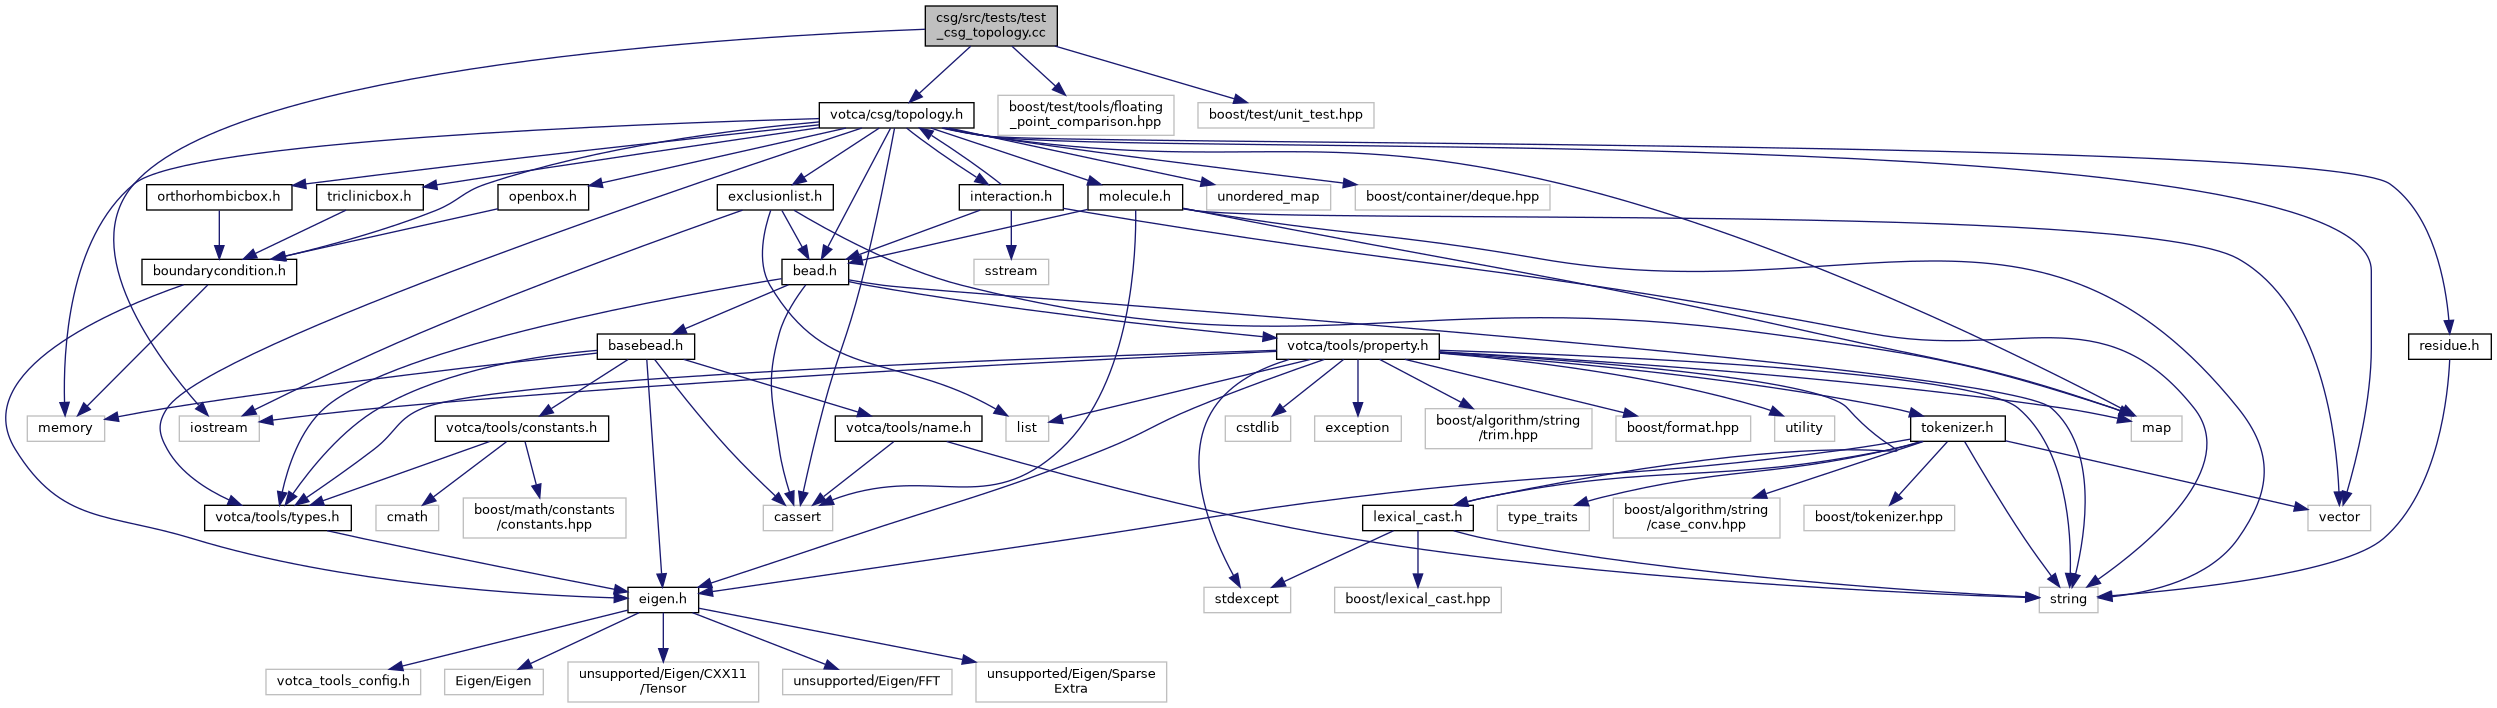 csg/src/tests/test
_csg_topology.cc
votca/csg/topology.h
boost/test/tools/floating
_point_comparison.hpp
boost/test/unit_test.hpp
orthorhombicbox.h
triclinicbox.h
openbox.h
exclusionlist.h
interaction.h
molecule.h
unordered_map
boost/container/deque.hpp
boundarycondition.h
bead.h
sstream
basebead.h
votca/tools/property.h
residue.h
memory
iostream
votca/tools/constants.h
votca/tools/name.h
list
cstdlib
exception
boost/algorithm/string
/trim.hpp
boost/format.hpp
utility
tokenizer.h
map
votca/tools/types.h
cmath
boost/math/constants
/constants.hpp
cassert
lexical_cast.h
type_traits
boost/algorithm/string
/case_conv.hpp
boost/tokenizer.hpp
vector
eigen.h
stdexcept
boost/lexical_cast.hpp
string
votca_tools_config.h
Eigen/Eigen
unsupported/Eigen/CXX11
/Tensor
unsupported/Eigen/FFT
unsupported/Eigen/Sparse
Extra